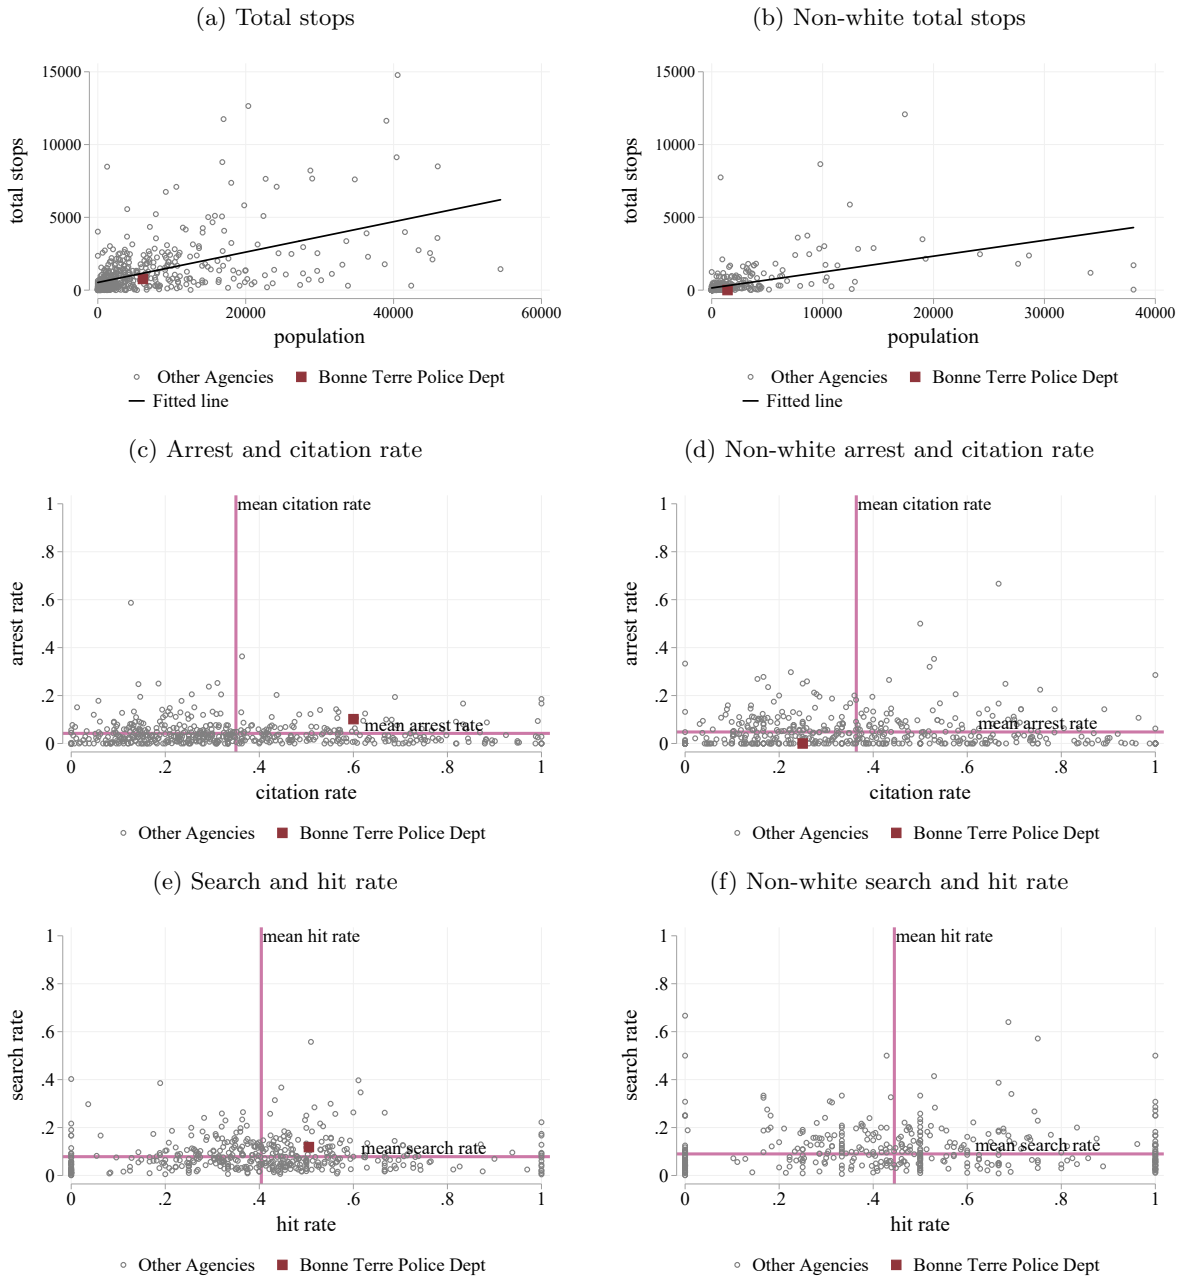 (a) Total stops
(b) Non-white total stops
15000
10000
5000
0
total stops
0 20000 40000 60000
population
Other Agencies Bonne Terre Police Dept
Fitted line
15000
10000
5000
0
total stops
0 10000 20000 30000 40000
population
Other Agencies Bonne Terre Police Dept
Fitted line
(c) Arrest and citation rate
(d) Non-white arrest and citation rate
mean citation rate
1
.8
.6
.4
.2
0
arrest rate
mean arrest rate
0 .2 .4 .6 .8 1
citation rate
Other Agencies Bonne Terre Police Dept
mean citation rate
1
.8
.6
.4
.2
0
arrest rate
mean arrest rate
0 .2 .4 .6 .8 1
citation rate
Other Agencies Bonne Terre Police Dept
(e) Search and hit rate
(f) Non-white search and hit rate
mean hit rate
1
.8
.6
.4
.2
0
search rate
mean search rate
0 .2 .4 .6 .8 1
hit rate
Other Agencies Bonne Terre Police Dept
mean hit rate
1
.8
.6
.4
.2
0
search rate
mean search rate
0 .2 .4 .6 .8 1
hit rate
Other Agencies Bonne Terre Police Dept